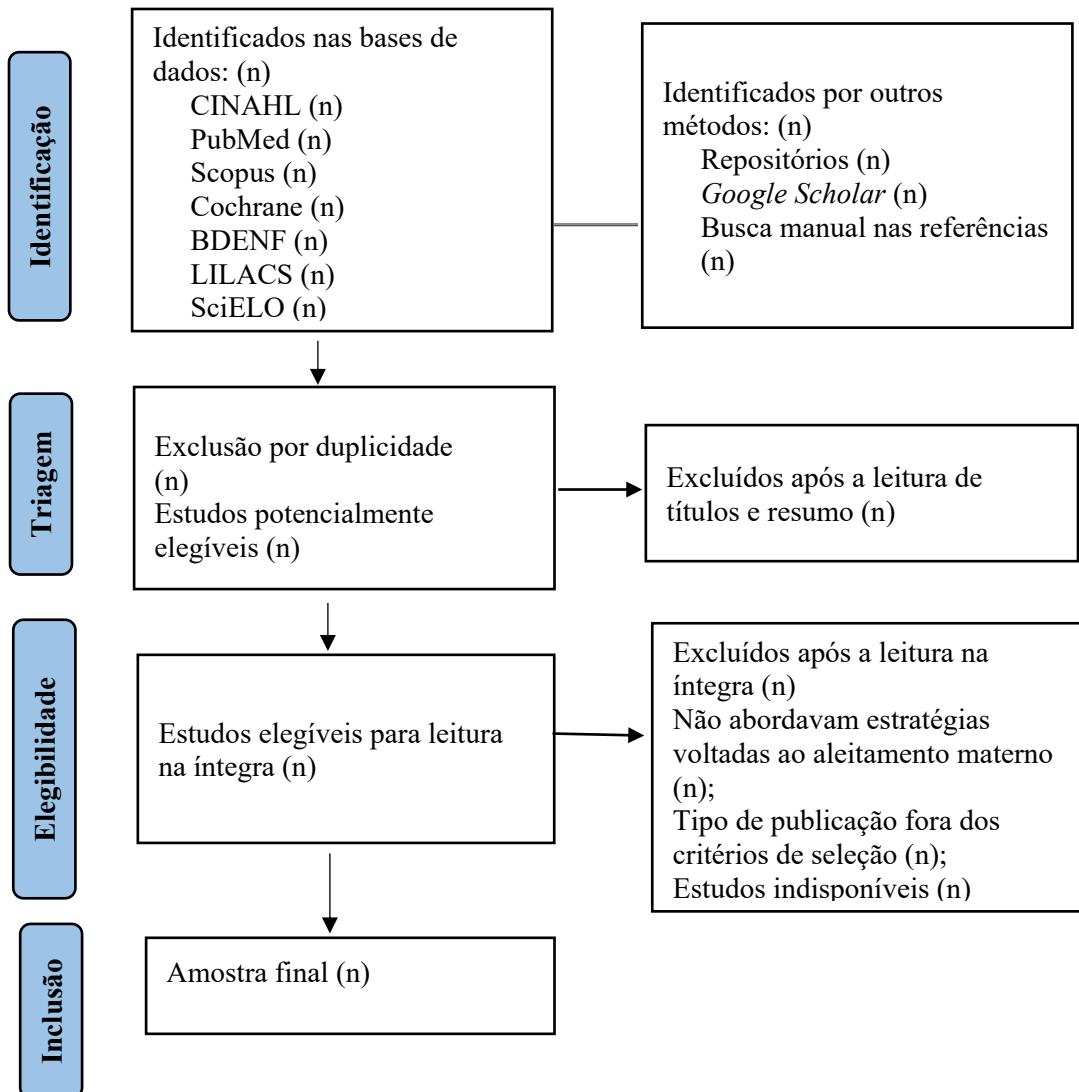 Identificação
Identificados nas bases de
dados: (n)
CINAHL (n)
PubMed (n)
Scopus (n)
Cochrane (n)
BDENF (n)
LILACS (n)
SciELO (n)
Identificados por outros
métodos: (n)
Repositórios (n)
Google Scholar (n)
Busca manual nas referências
(n)
Triagem
Exclusão por duplicidade
(n)
Estudos potencialmente
elegíveis (n)
Excluídos após a leitura de
títulos e resumo (n)
Elegibilidade
Estudos elegíveis para leitura
na íntegra (n)
Excluídos após a leitura na
íntegra (n)
Não abordavam estratégias
voltadas ao aleitamento materno
(n);
Tipo de publicação fora dos
critérios de seleção (n);
Estudos indisponíveis (n)
Inclusão
Amostra final (n)